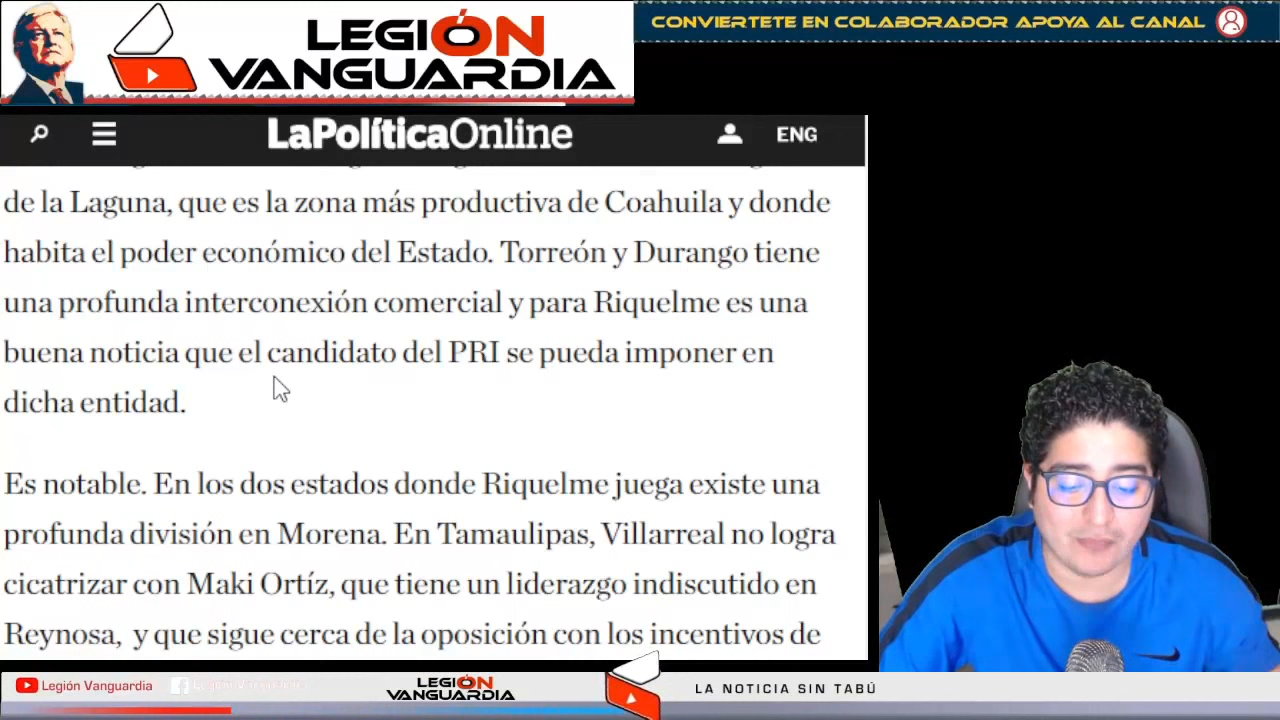 LEGIÓN
VANGUARDIA
CONVIERTETE EN COLABORADOR APOYA AL CANAL
LaPolíticaOnline
ENG
de la Laguna, que es la zona más productiva de Coahuila y donde
habita el poder económico del Estado. Torreón y Durango tiene
una profunda interconexión comercial y para Riquelme es una
buena noticia que el candidato del PRI se pueda imponer en
dicha entidad.
Es notable. En los dos estados donde Riquelme juega existe una
profunda división en Morena. En Tamaulipas, Villarreal no logra
cicatrizar con Maki Ortíz, que tiene un liderazgo indiscutido en
Reynosa, y que sigue cerca de la oposición con los incentivos de
Legión Vanguardia
LEGIÓN
VANGUARDIA
LA NOTICIA SIN TABÚ